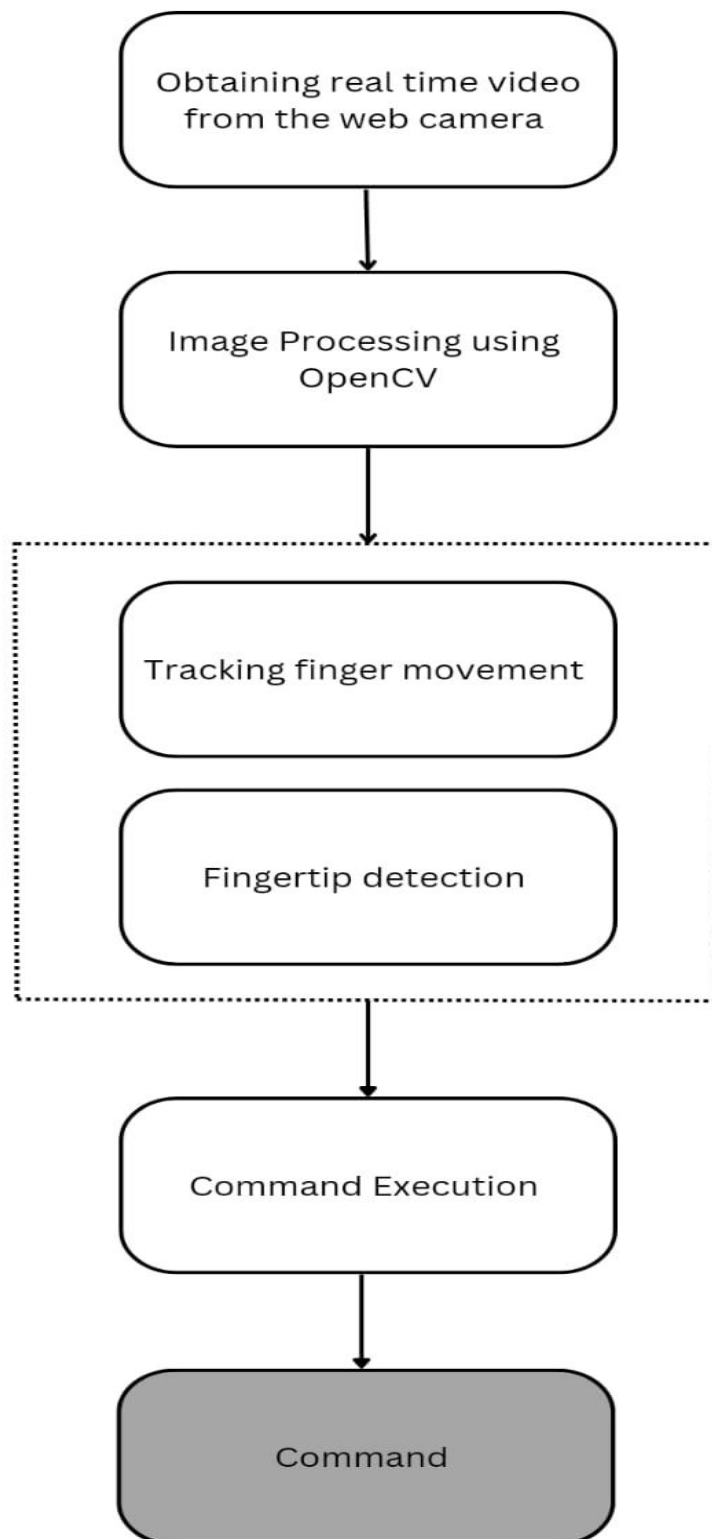 Obtaining real time video
from the web camera
Image Processing using
OpenCV
Tracking finger movement
Fingertip detection
Command Execution
Command